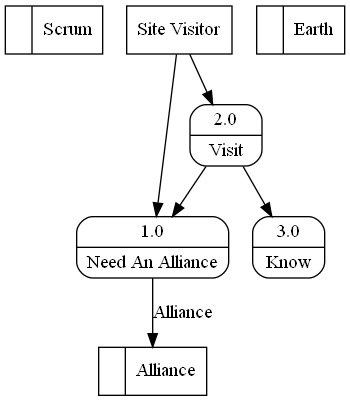 Scrum
Site Visitor
Earth
2.0
Visit
1.0
Need An Alliance
3.0
Know
Alliance
Alliance